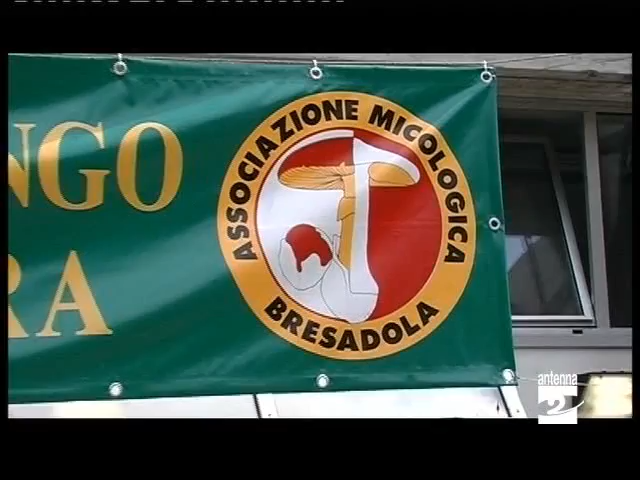 NGO
RA
ASSOCIAZIONE MICOLOGICA
BRESADOLA
antenna
2